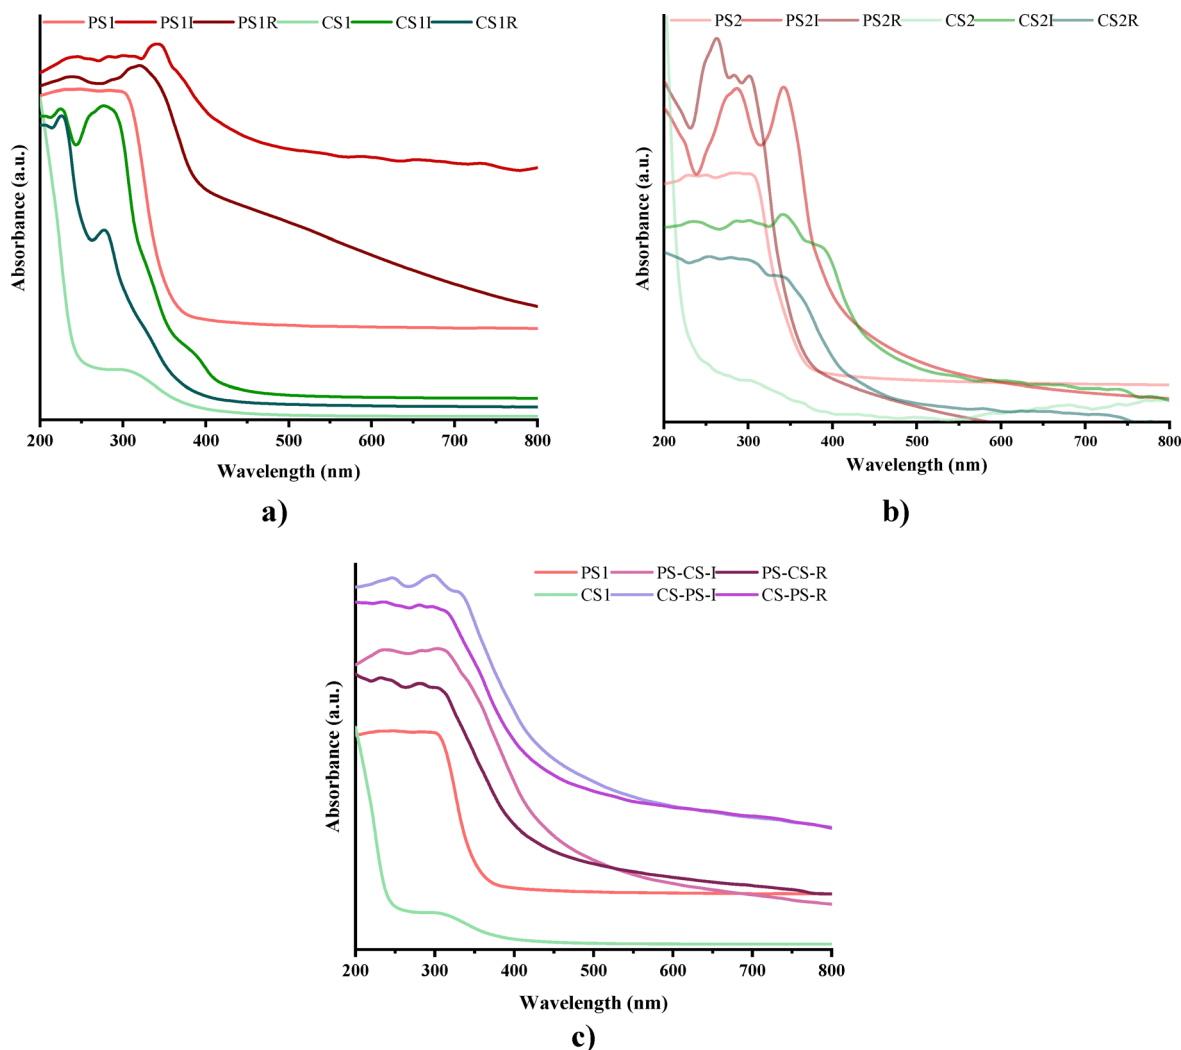 PS1 PS1I PS1R CS1 CS1I CS1R
Absorbance (a.u.)
200 300 400 500 600 700 800
Wavelength (nm)
a)
PS2 PS2I PS2R CS2 CS2I CS2R
Absorbance (a.u.)
200 300 400 500 600 700 800
Wavelength (nm)
b)
PS1 PS-CS-I PS-CS-R
CS1 CS-PS-I CS-PS-R
Absorbance (a.u.)
200 300 400 500 600 700 800
Wavelength (nm)
c)